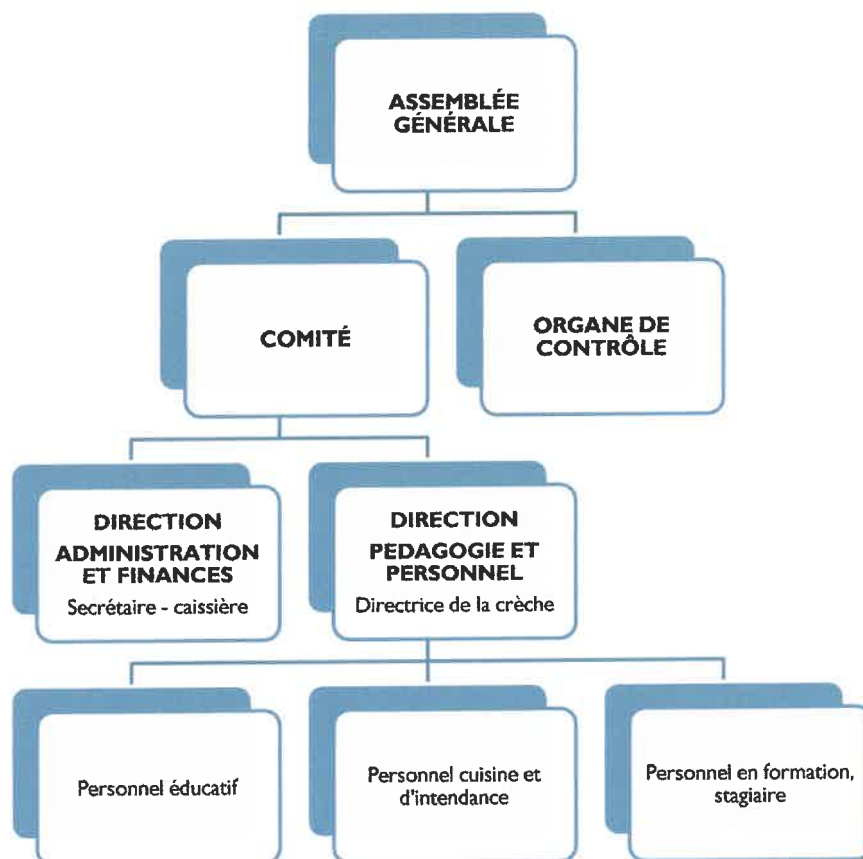 ASSEMBLÉE
GÉNÉRALE
COMITÉ
ORGANE DE
CONTRÔLE
DIRECTION
ADMINISTRATION
ET FINANCES
Secrétaire - caissière
DIRECTION
PEDAGOGIE ET
PERSONNEL
Directrice de la crèche
Personnel éducatif
Personnel cuisine et
d'intendance
Personnel en formation,
stagiaire